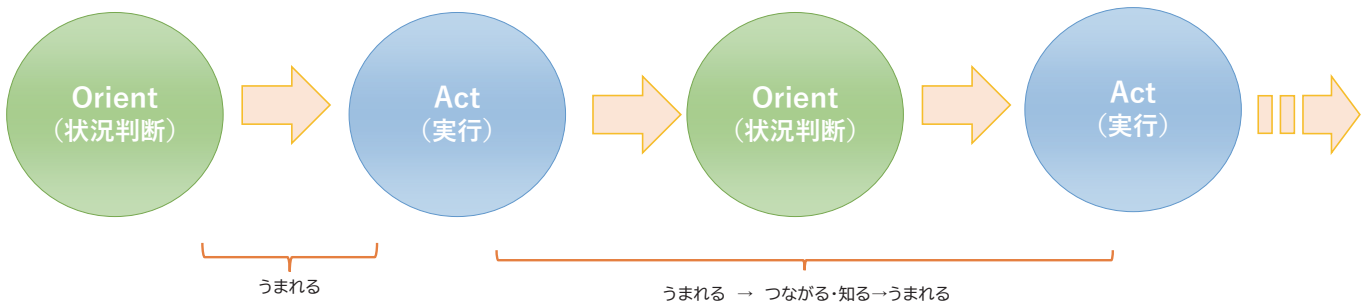 Orient
（状況判断）
Act
（実行）
Orient
（状況判断）
Act
（実行）
うまれる
うまれる → つながる・知る→うまれる